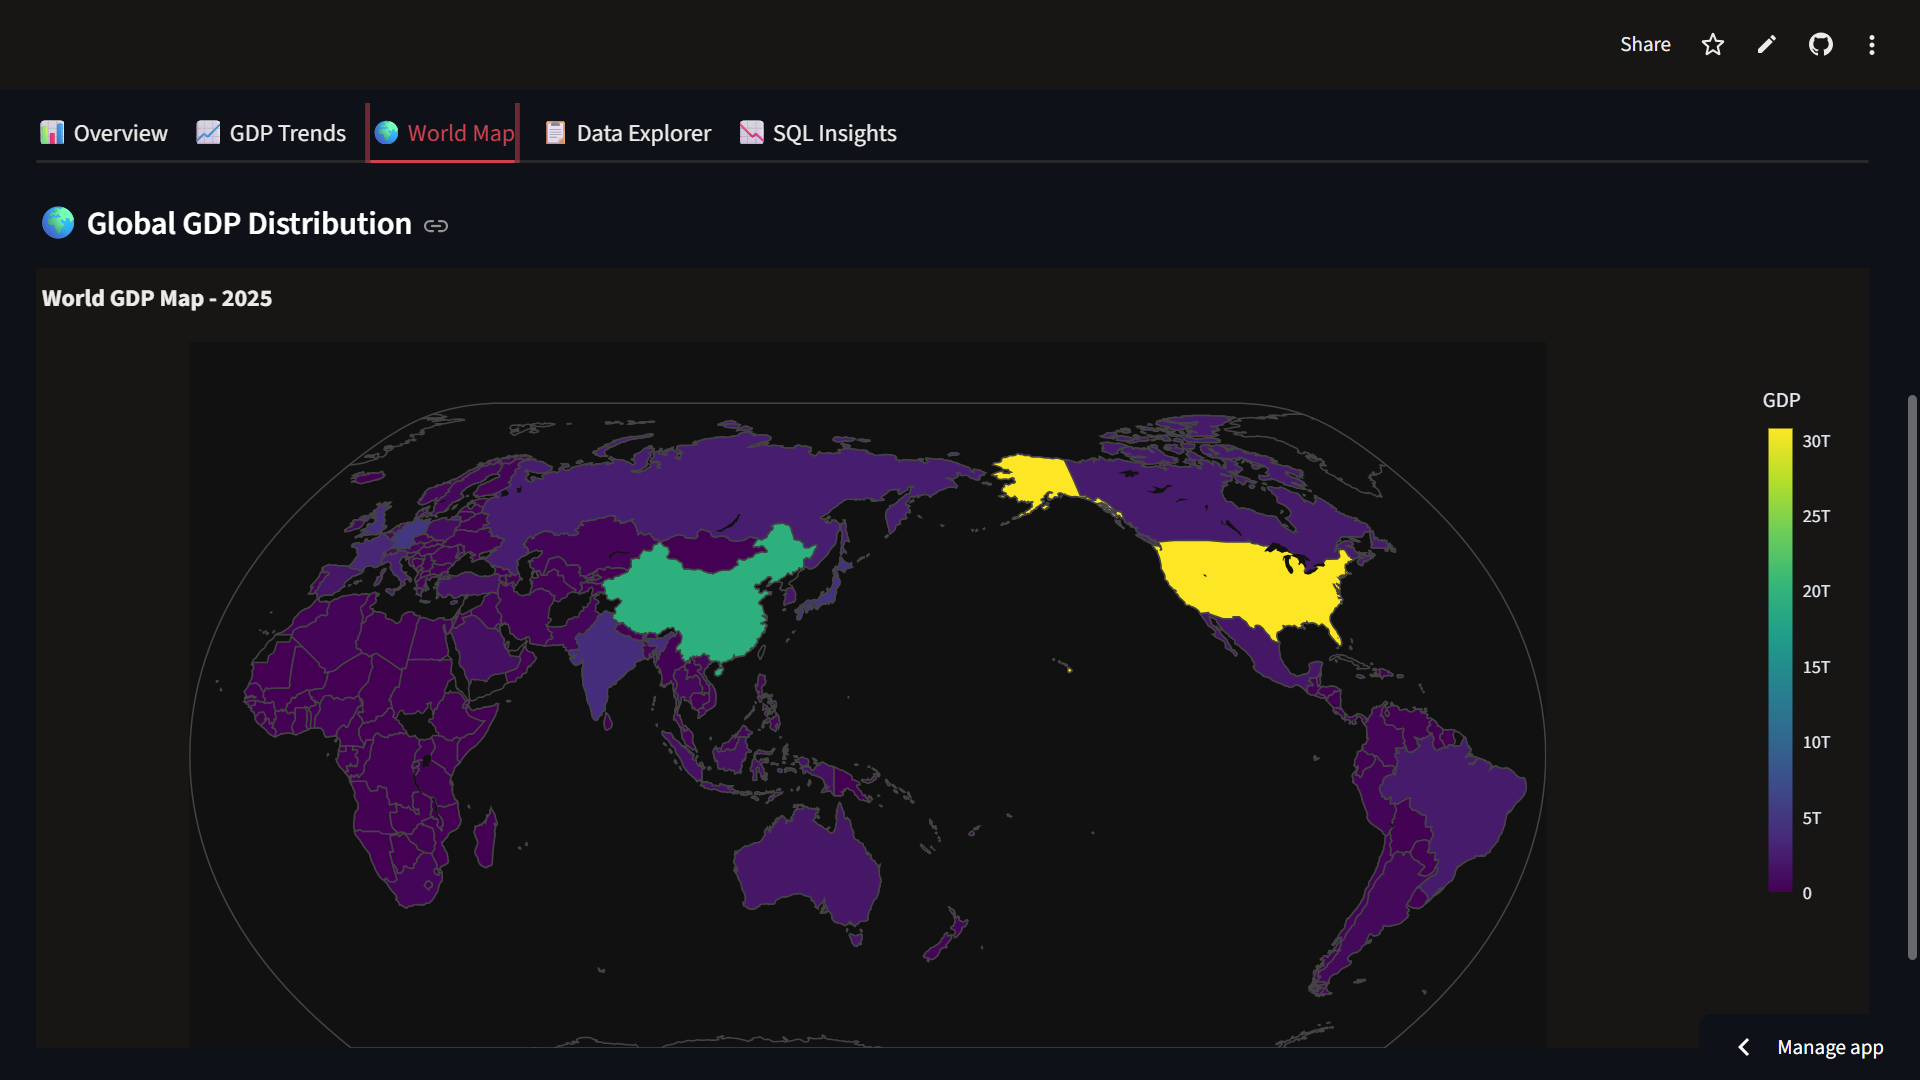 Share
Overview
GDP Trends
World Map
Data Explorer
SQL Insights
Global GDP Distribution
World GDP Map - 2025
GDP
30T
25T
20T
15T
10T
5T
0
Manage app